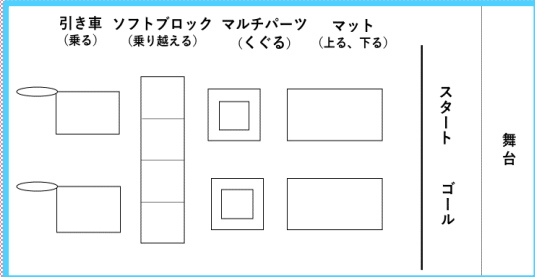 引き車
（乗る）
ソフトブロック
（乗り越える）
マルチパーツ
（くぐる）
マット
（上る、下る）
スタート
ゴール
舞台